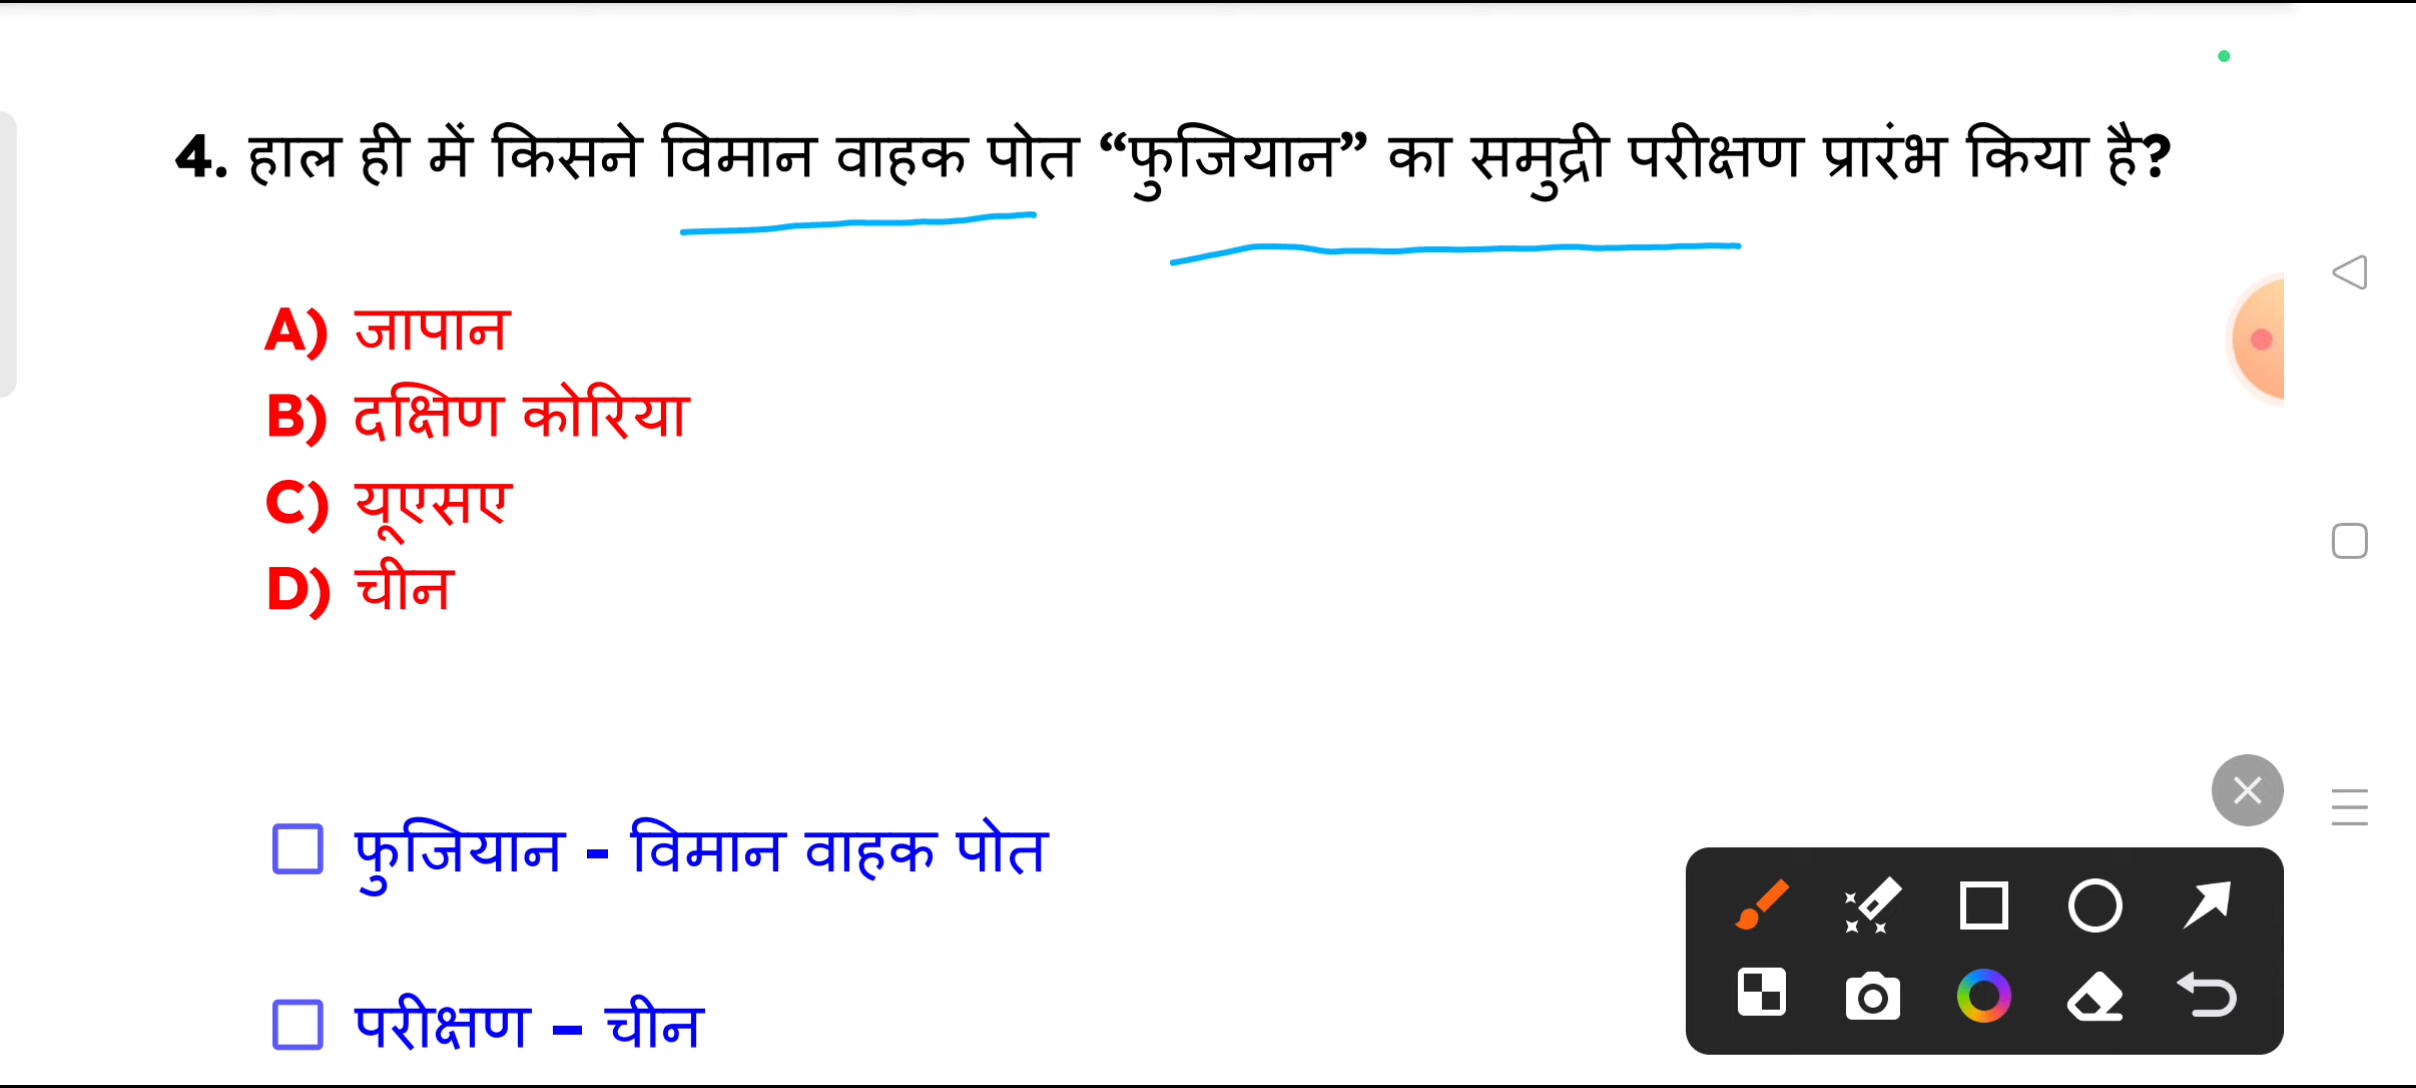 4. हाल ही में किसने विमान वाहक पोत “फुजियान” का समुद्री परीक्षण प्रारंभ किया है?
A) जापान
B) दक्षिण कोरिया
C) यूएसए
D) चीन
फुजियान - विमान वाहक पोत
परीक्षण – चीन